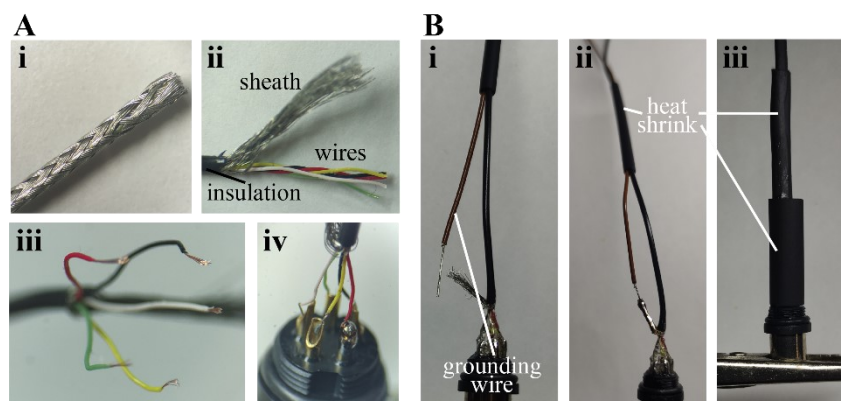 A
i
ii
sheath
wires
insulation
iii
iv
B
i
ii
iii
heat
shrink
grounding
wire